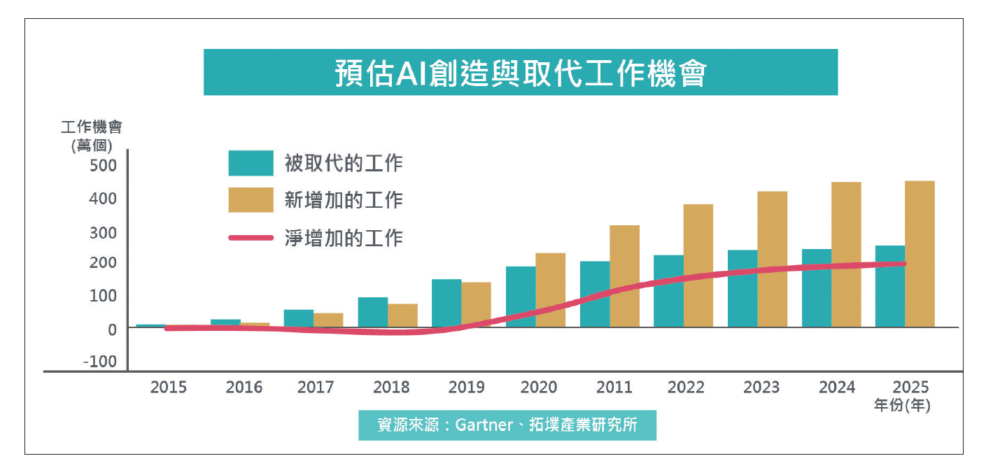 預估AI創造與取代工作機會
工作機會
(萬個)
500
400
300
200
100
0
-100
被取代的工作
新增加的工作
淨增加的工作
2015 2016 2017 2018 2019 2020 2011 2022 2023 2024 2025
年份(年)
資源來源：Gartner、拓墣產業研究所